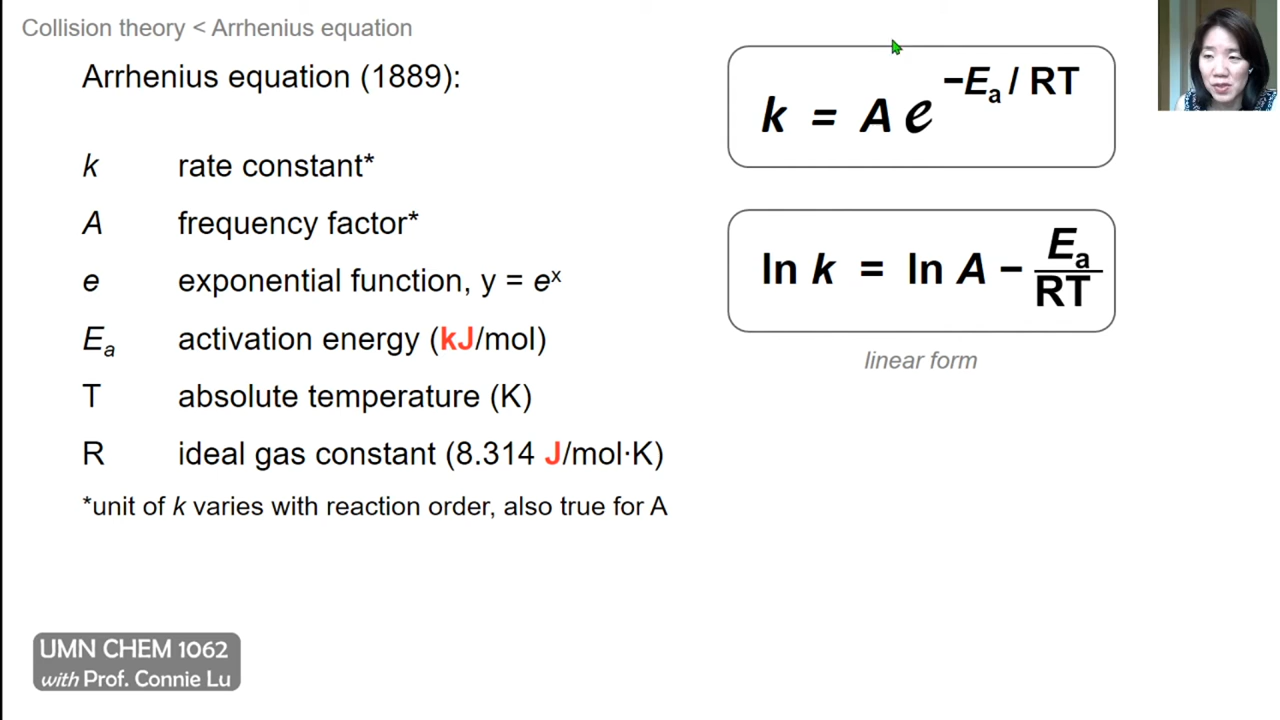 Collision theory < Arrhenius equation
Arrhenius equation (1889):
k rate constant*
A frequency factor*
e exponential function, y = eˣ
Eₐ activation energy (kJ/mol)
T absolute temperature (K)
R ideal gas constant (8.314 J/mol·K)
*unit of k varies with reaction order, also true for A
k = A e^(−Eₐ / RT)
ln k = ln A − Eₐ/RT
linear form
UMN CHEM 1062
with Prof. Connie Lu